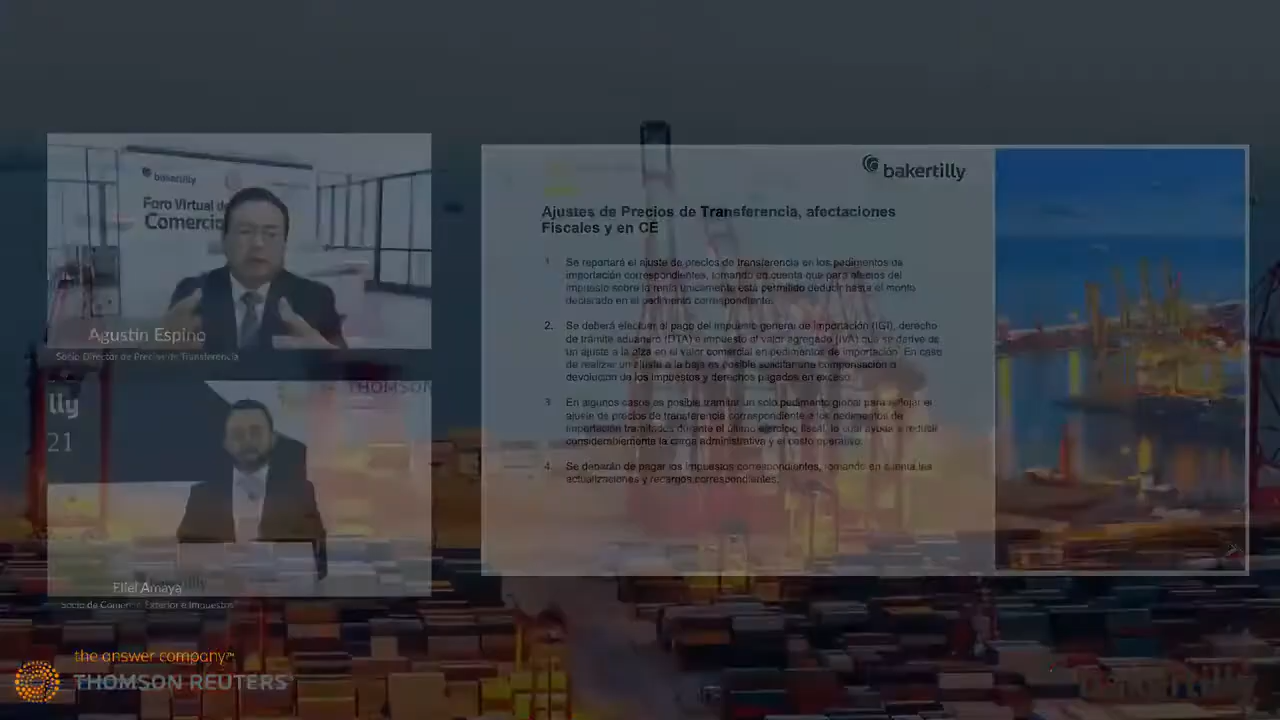 bakertilly
Foro Virtual de
Comercio
Agustín Espino
Socio Director de Precios de Transferencia
THOMSON
lly
21
Eliel Amaya
Socio de Comercio Exterior e Impuestos
bakertilly
Ajustes de Precios de Transferencia, afectaciones
Fiscales y en CE
1. Se reportará el ajuste de precios de transferencia en los pedimentos de
importación correspondientes, tomando en cuenta que para efectos del
impuesto sobre la renta únicamente está permitido deducir hasta el monto
declarado en el pedimento correspondiente.
2. Se deberá efectuar el pago del impuesto general de importación (IGI), derecho
de trámite aduanero (DTA) e impuesto al valor agregado (IVA) que se derive de
un ajuste a la alza en el valor comercial en pedimentos de importación. En caso
de realizar un ajuste a la baja es posible solicitar una compensación o
devolución de los impuestos y derechos pagados en exceso.
3. En algunos casos es posible tramitar un solo pedimento global para reflejar el
ajuste de precios de transferencia correspondiente a los pedimentos de
importación tramitados durante el último ejercicio fiscal, lo cual ayuda a reducir
considerablemente la carga administrativa y el costo operativo.
4. Se deberán de pagar los impuestos correspondientes, tomando en cuenta las
actualizaciones y recargos correspondientes.
the answer company™
THOMSON REUTERS